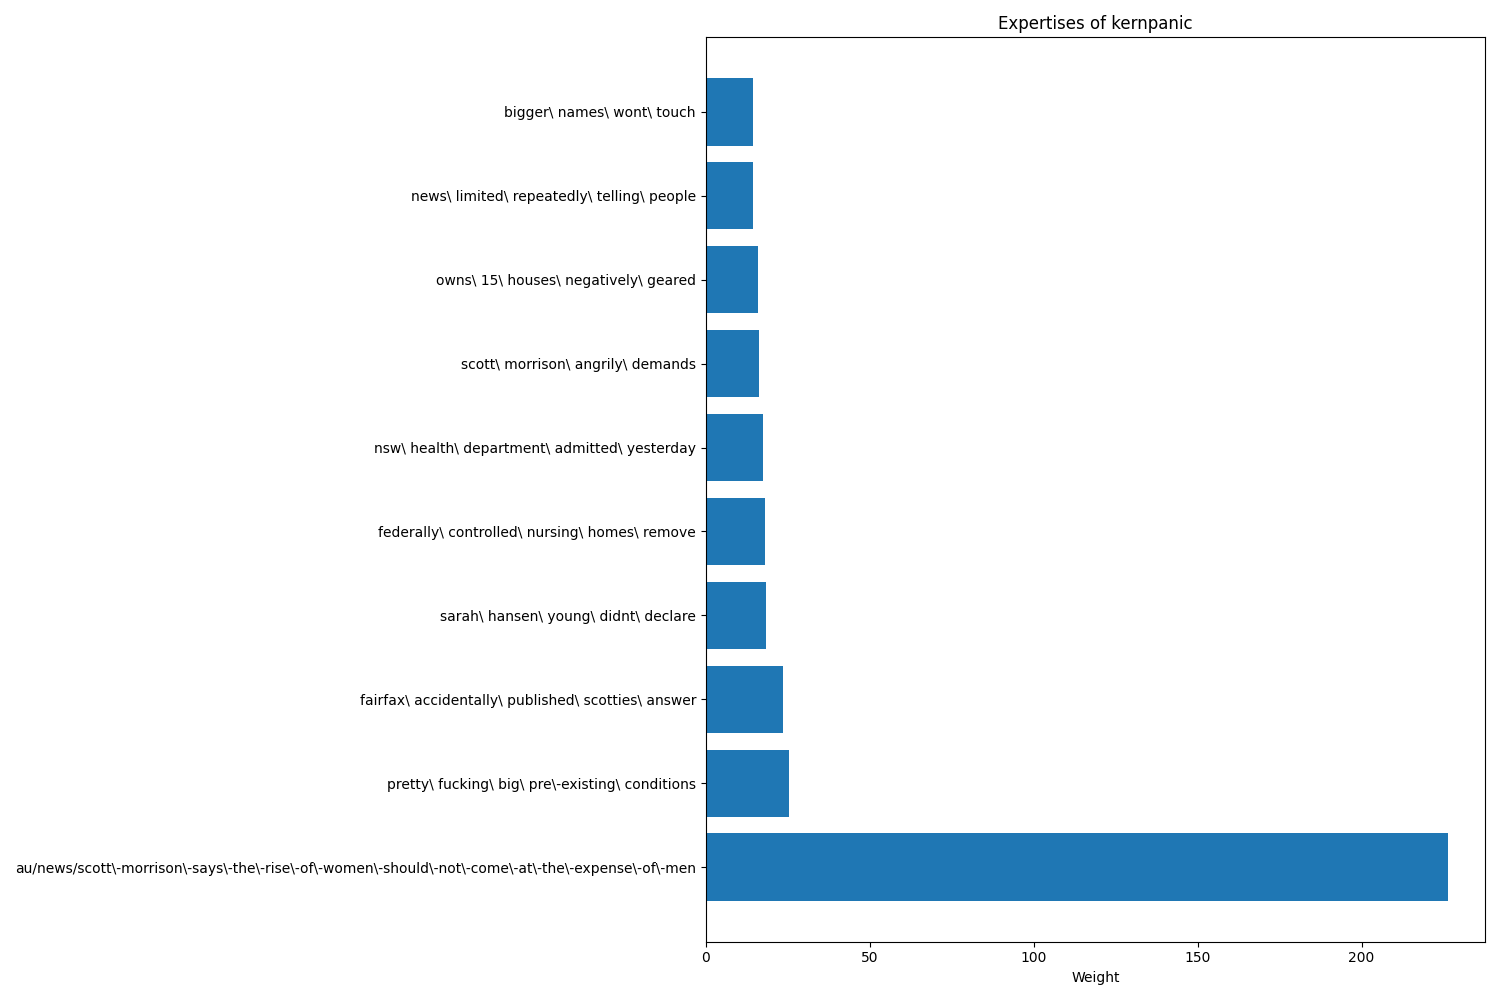 Expertises of kernpanic
bigger\ names\ wont\ touch
news\ limited\ repeatedly\ telling\ people
owns\ 15\ houses\ negatively\ geared
scott\ morrison\ angrily\ demands
nsw\ health\ department\ admitted\ yesterday
federally\ controlled\ nursing\ homes\ remove
sarah\ hansen\ young\ didnt\ declare
fairfax\ accidentally\ published\ scotties\ answer
pretty\ fucking\ big\ pre\-existing\ conditions
au/news/scott\-morrison\-says\-the\-rise\-of\-women\-should\-not\-come\-at\-the\-expense\-of\-men
0 50 100 150 200
Weight